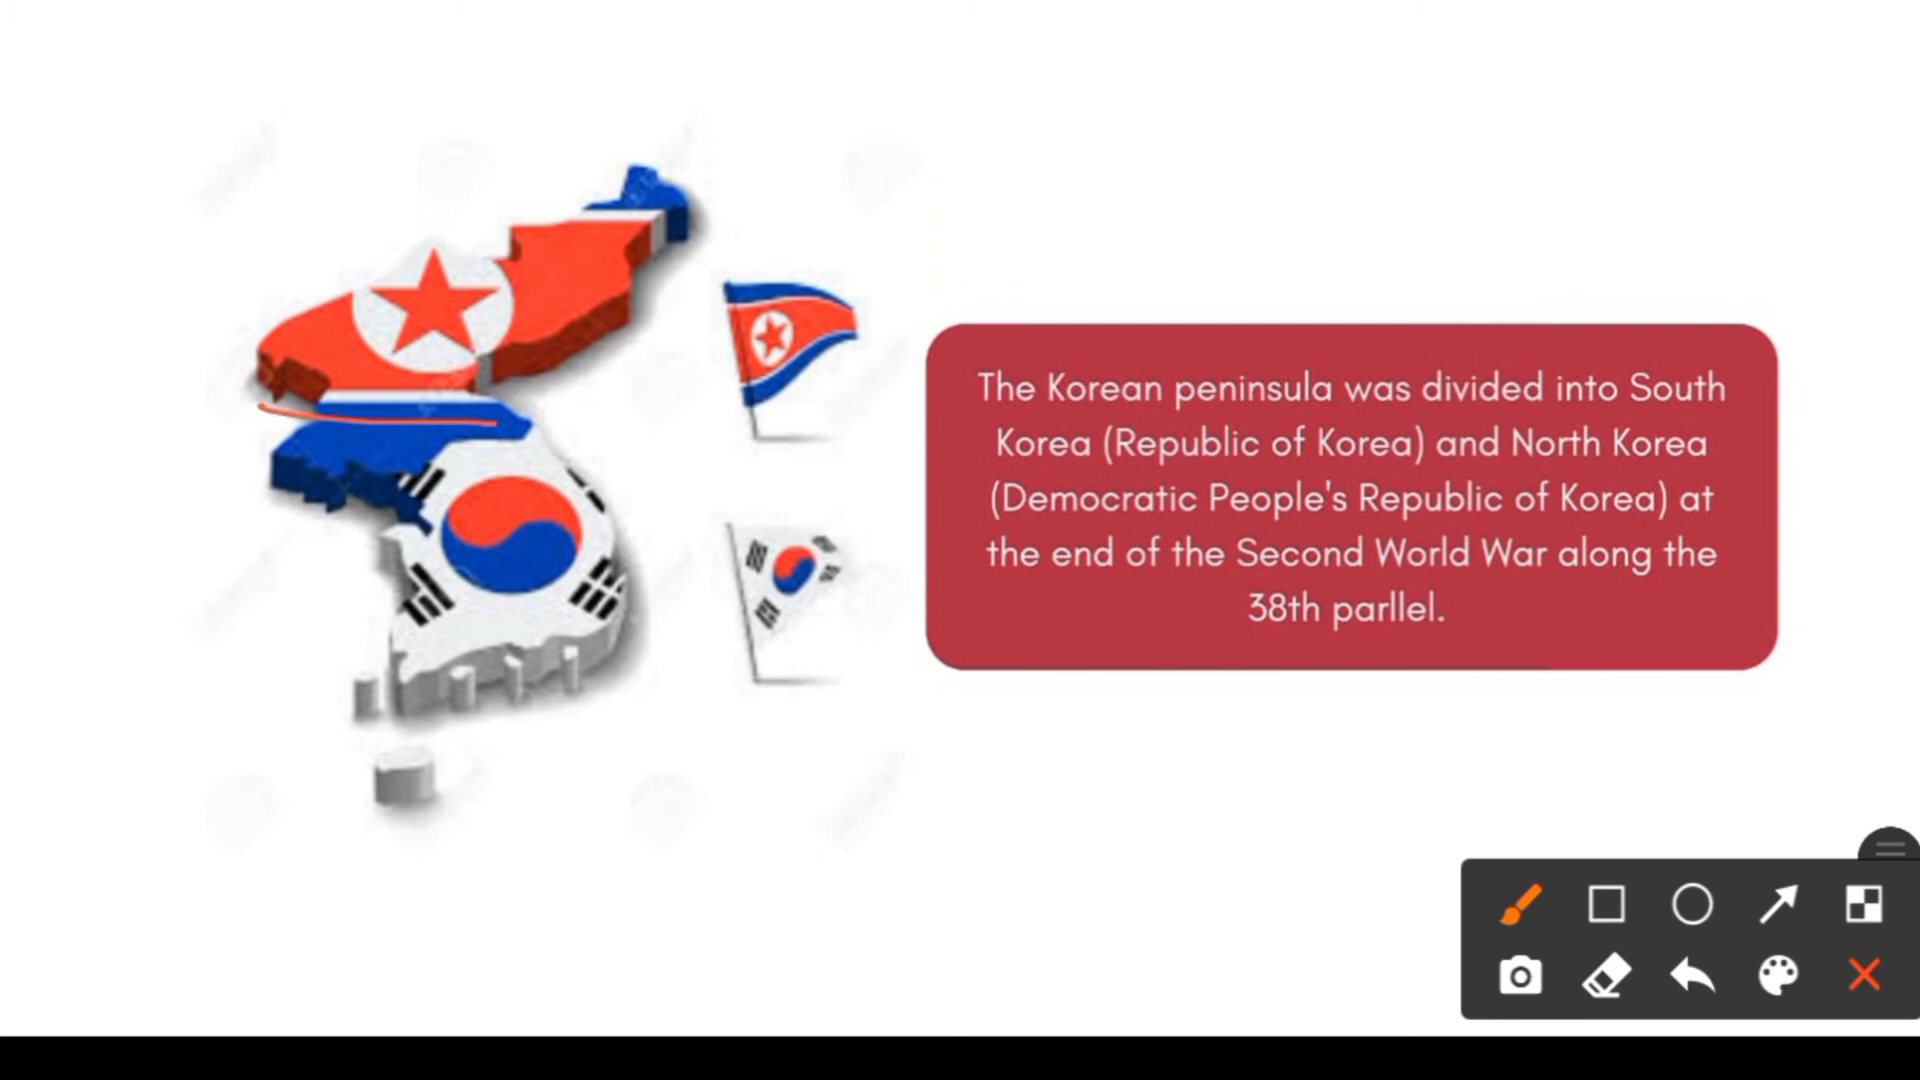 The Korean peninsula was divided into South
Korea (Republic of Korea) and North Korea
(Democratic People's Republic of Korea) at
the end of the Second World War along the
38th parllel.